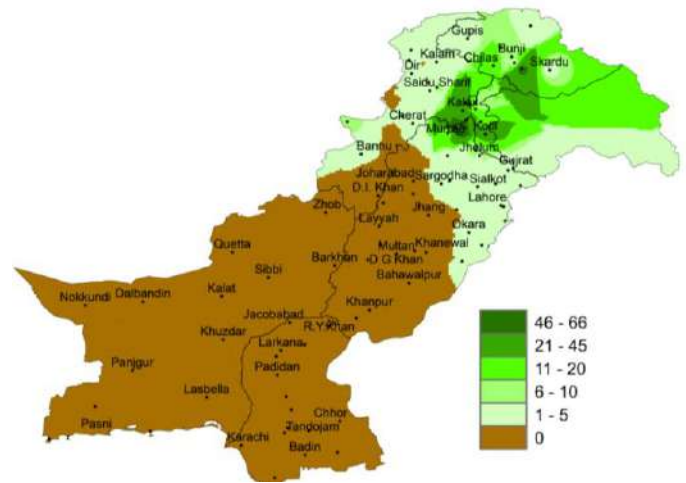 Gupis
Kalam
Bunji
Dir
Chilas
Skardu
Saidu Sharif
Cherat
Kotli
Bannu
Jhelum
Gujrat
Joharabad
Sargodha
Sialkot
D.I. Khan
Zhob
Lahore
Jhang
Layyah
Okara
Quetta
Multan
Khanewal
Barkhan
D G Khan
Sibbi
Bahawalpur
Nokkundi
Dalbandin
Kalat
Khanpur
Jacobabad
R.Y.Khan
Khuzdar
Larkana
Panjgur
Padidan
Lasbella
Pasni
Chhor
Tandojam
Karachi
Badin
46 - 66
21 - 45
11 - 20
6 - 10
1 - 5
0